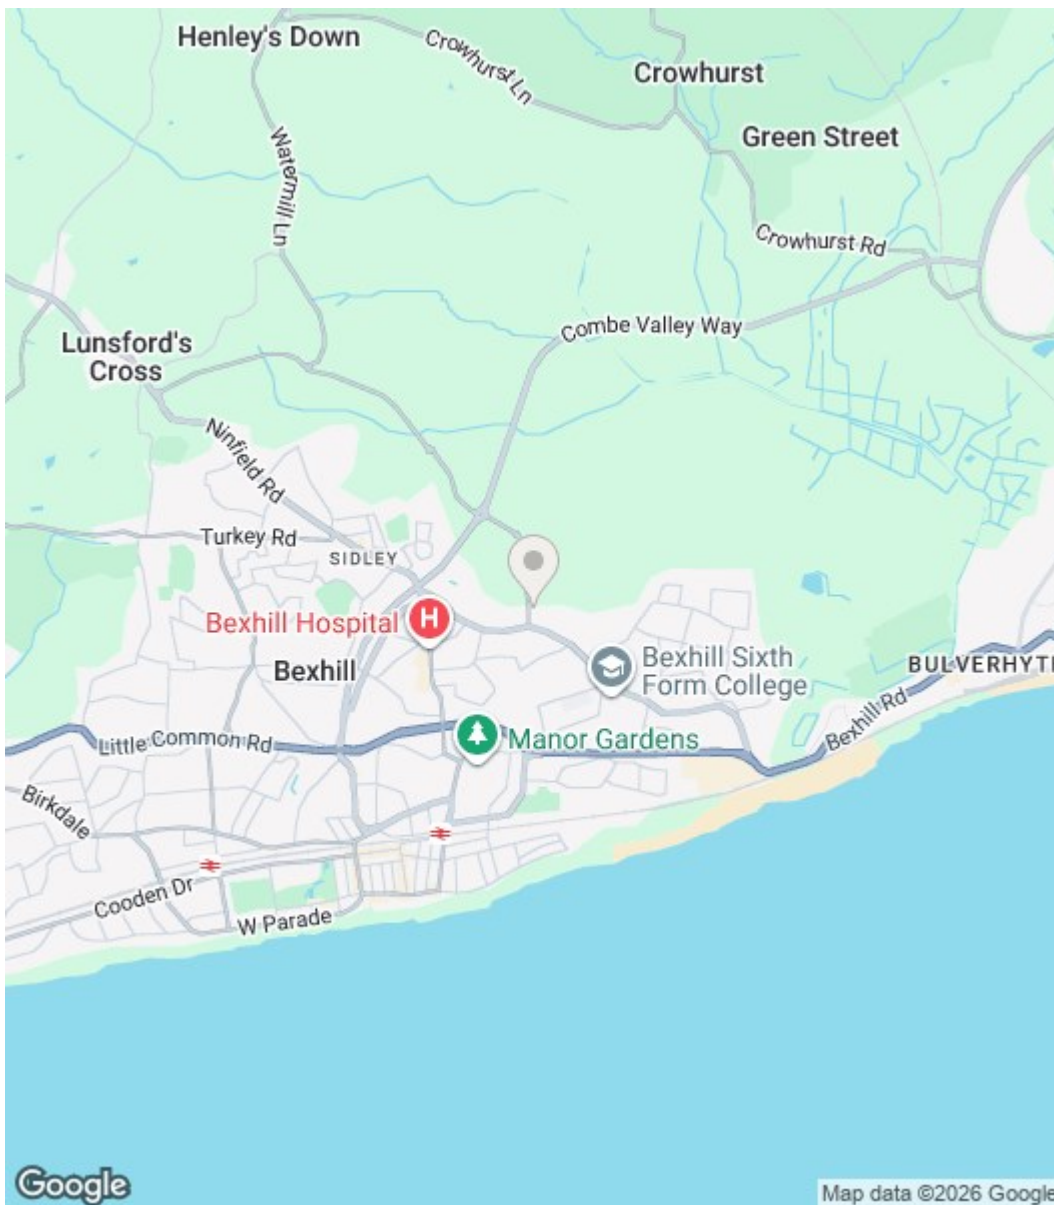 Henley's Down
Crowhurst Ln
Crowhurst
Green Street
Watermill Ln
Crowhurst Rd
Combe Valley Way
Lunsford's
Cross
Ninfield Rd
Turkey Rd
SIDLEY
Bexhill Hospital
H
Bexhill
Bexhill Sixth
Form College
BULVERHYTH
Bexhill Rd
Little Common Rd
Manor Gardens
Birkdale
Cooden Dr
W Parade
Google
Map data ©2026 Google